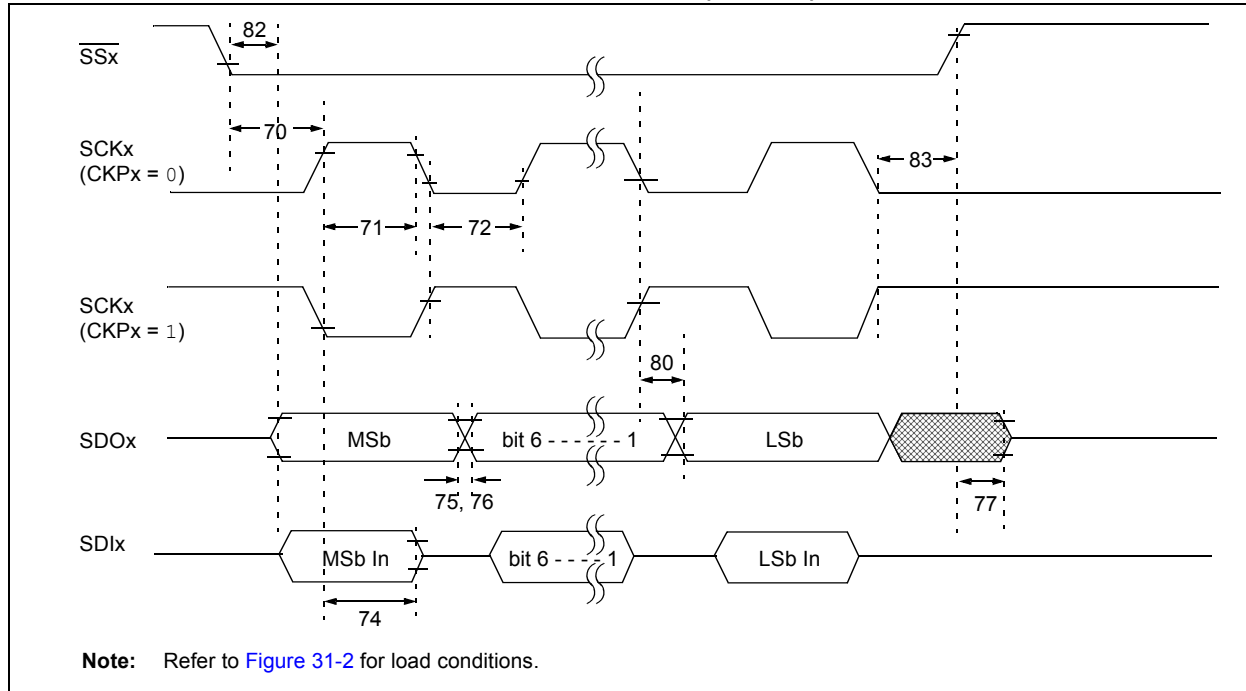 SSx
82
70
SCKx
(CKPx = 0)
83
71
72
SCKx
(CKPx = 1)
80
SDOx
MSb
bit 6 - - - - - - 1
LSb
75, 76
77
SDIx
MSb In
bit 6 - - - - 1
LSb In
74
Note: Refer to Figure 31-2 for load conditions.